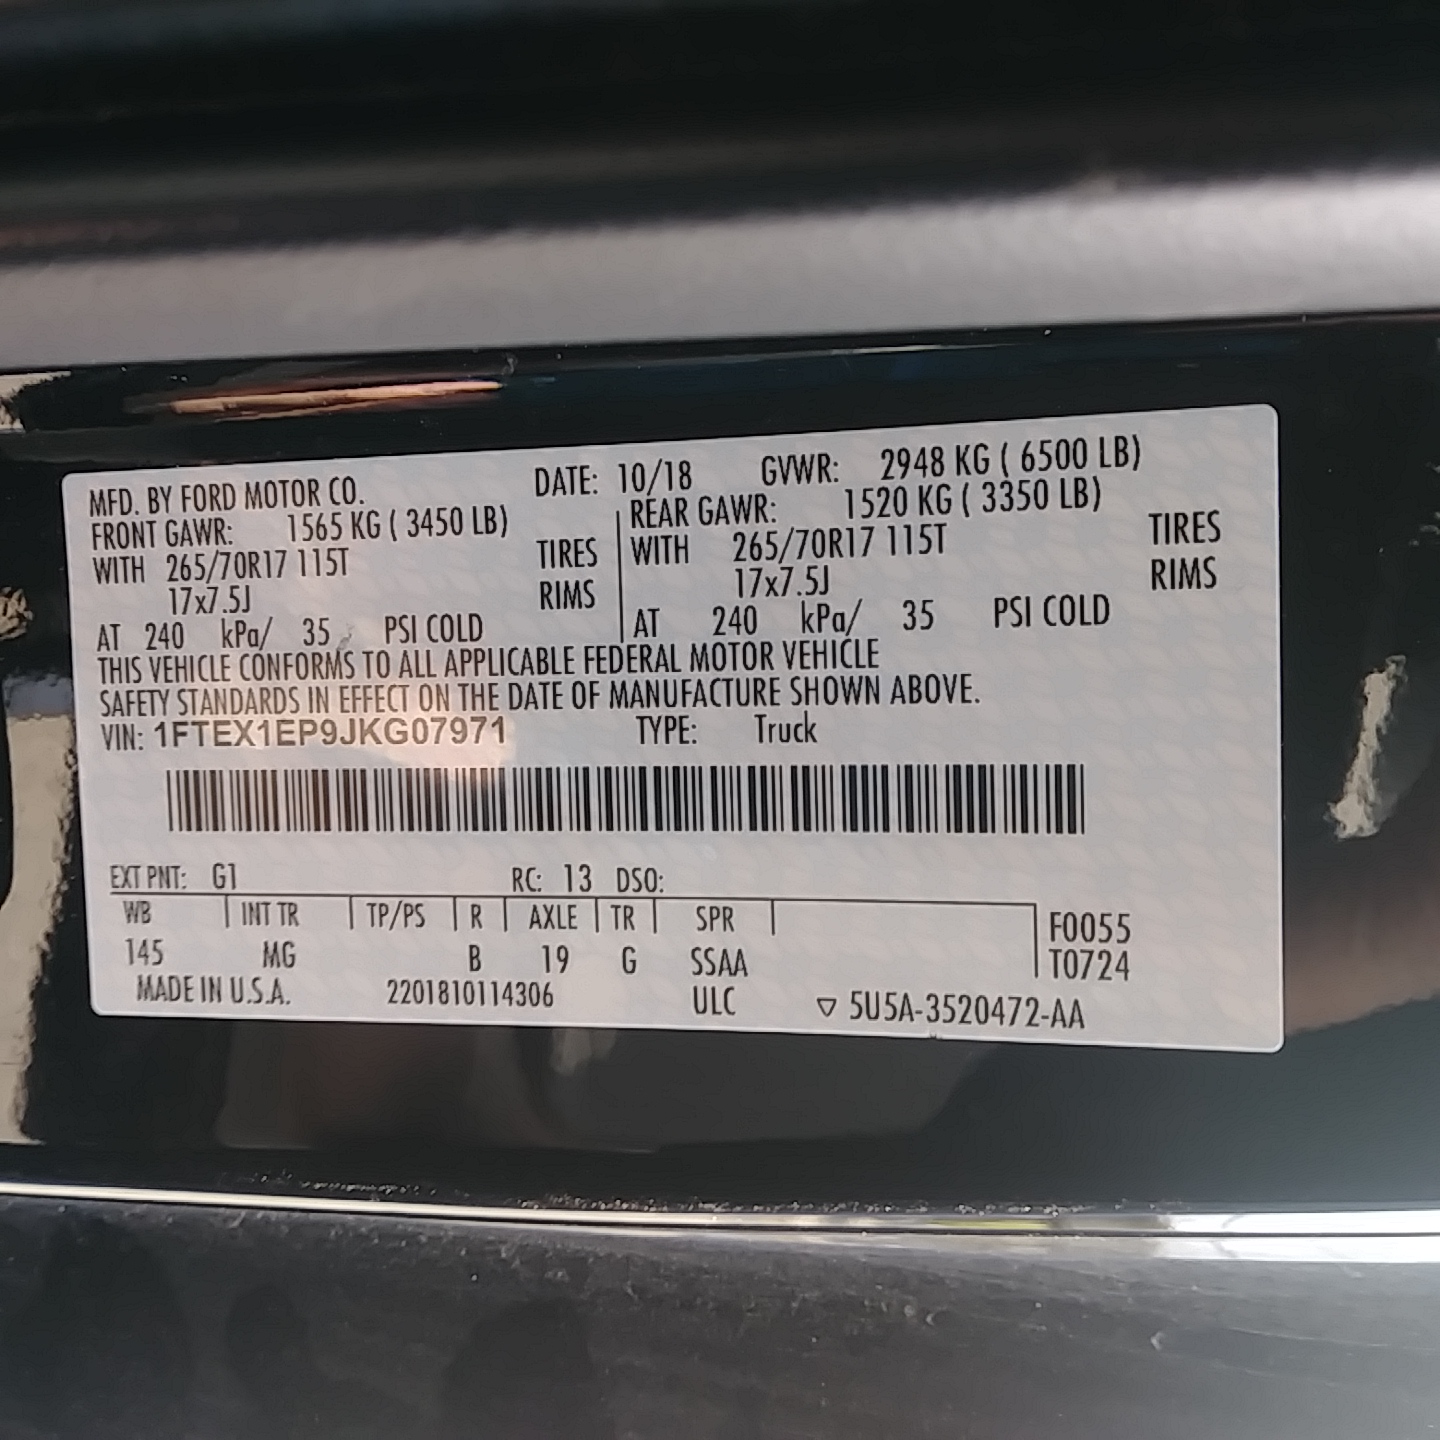 MFD. BY FORD MOTOR CO. DATE: 10/18 GVWR: 2948 KG ( 6500 LB)
FRONT GAWR: 1565 KG ( 3450 LB) REAR GAWR: 1520 KG ( 3350 LB)
WITH 265/70R17 115T TIRES WITH 265/70R17 115T TIRES
17x7.5J RIMS 17x7.5J RIMS
AT 240 kPa/ 35 PSI COLD AT 240 kPa/ 35 PSI COLD
THIS VEHICLE CONFORMS TO ALL APPLICABLE FEDERAL MOTOR VEHICLE
SAFETY STANDARDS IN EFFECT ON THE DATE OF MANUFACTURE SHOWN ABOVE.
VIN: 1FTEX1EP9JKG07971 TYPE: Truck
EXT PNT: G1 RC: 13 DSO:
WB INT TR TP/PS R AXLE TR SPR F0055
145 MG B 19 G SSAA T0724
MADE IN U.S.A. 2201810114306 ULC ▽ 5U5A-3520472-AA